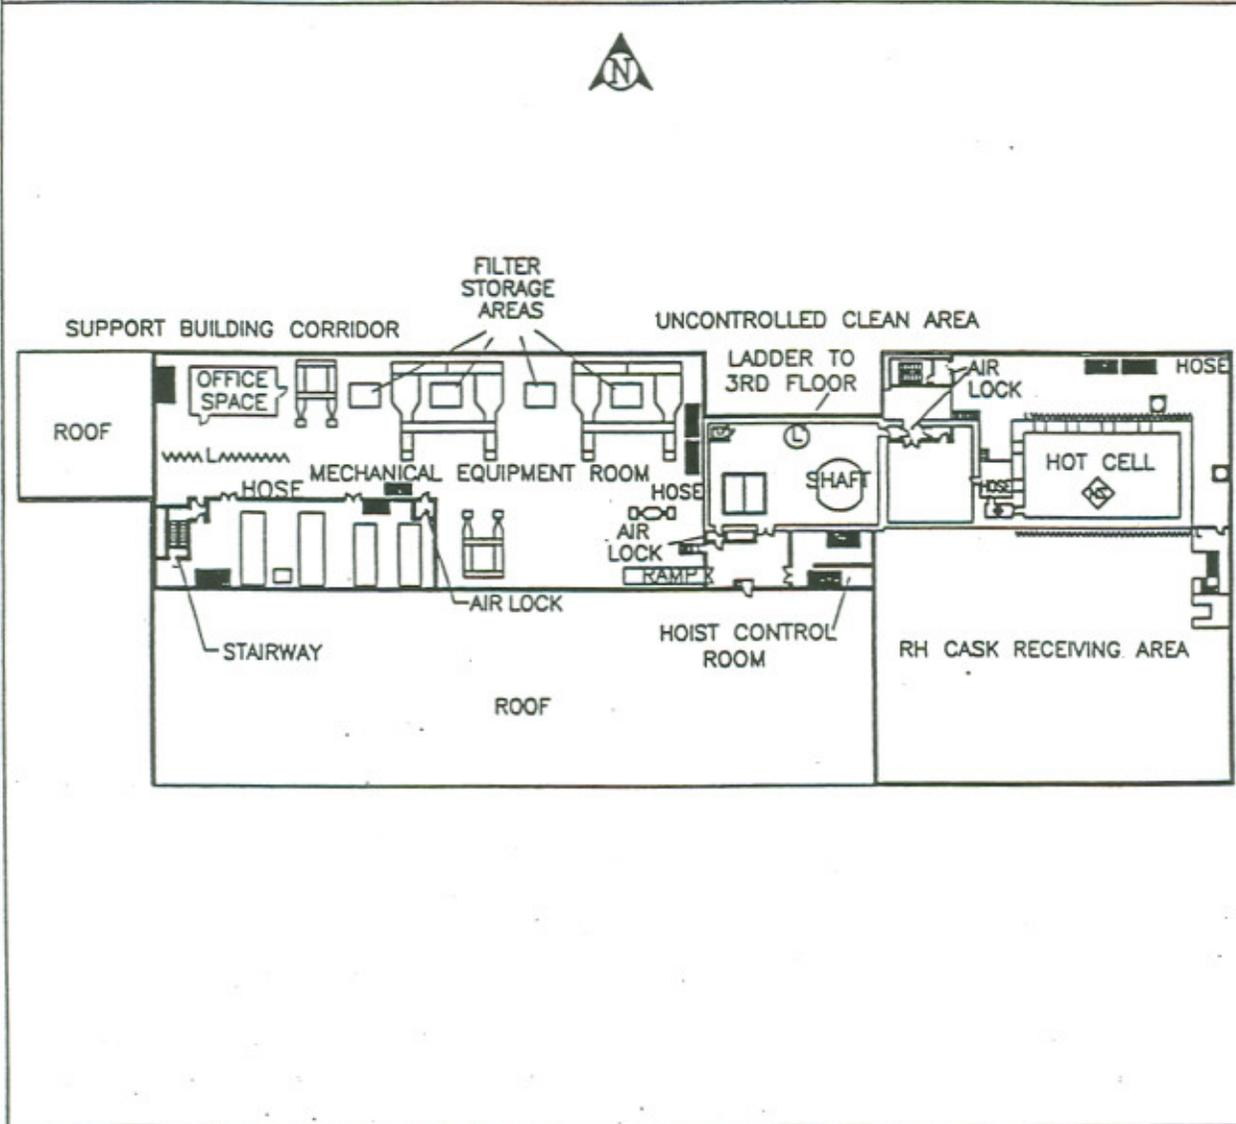 N
FILTER
STORAGE
AREAS
SUPPORT BUILDING CORRIDOR
UNCONTROLLED CLEAN AREA
LADDER TO
3RD FLOOR
AIR
LOCK
HOSE
OFFICE
SPACE
ROOF
L
L
HOT CELL
MECHANICAL EQUIPMENT ROOM
SHAFT
HOSE
HOSE
HOSE
AIR
LOCK
RAMP
AIR LOCK
STAIRWAY
HOIST CONTROL
ROOM
RH CASK RECEIVING AREA
ROOF